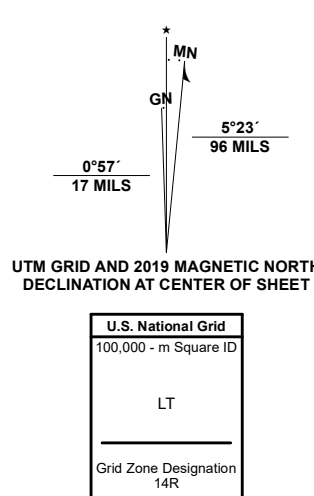 ★
MN
GN
5°23´
96 MILS
0°57´
17 MILS
UTM GRID AND 2019 MAGNETIC NORTH
DECLINATION AT CENTER OF SHEET
U.S. National Grid
100,000 - m Square ID
LT
Grid Zone Designation
14R